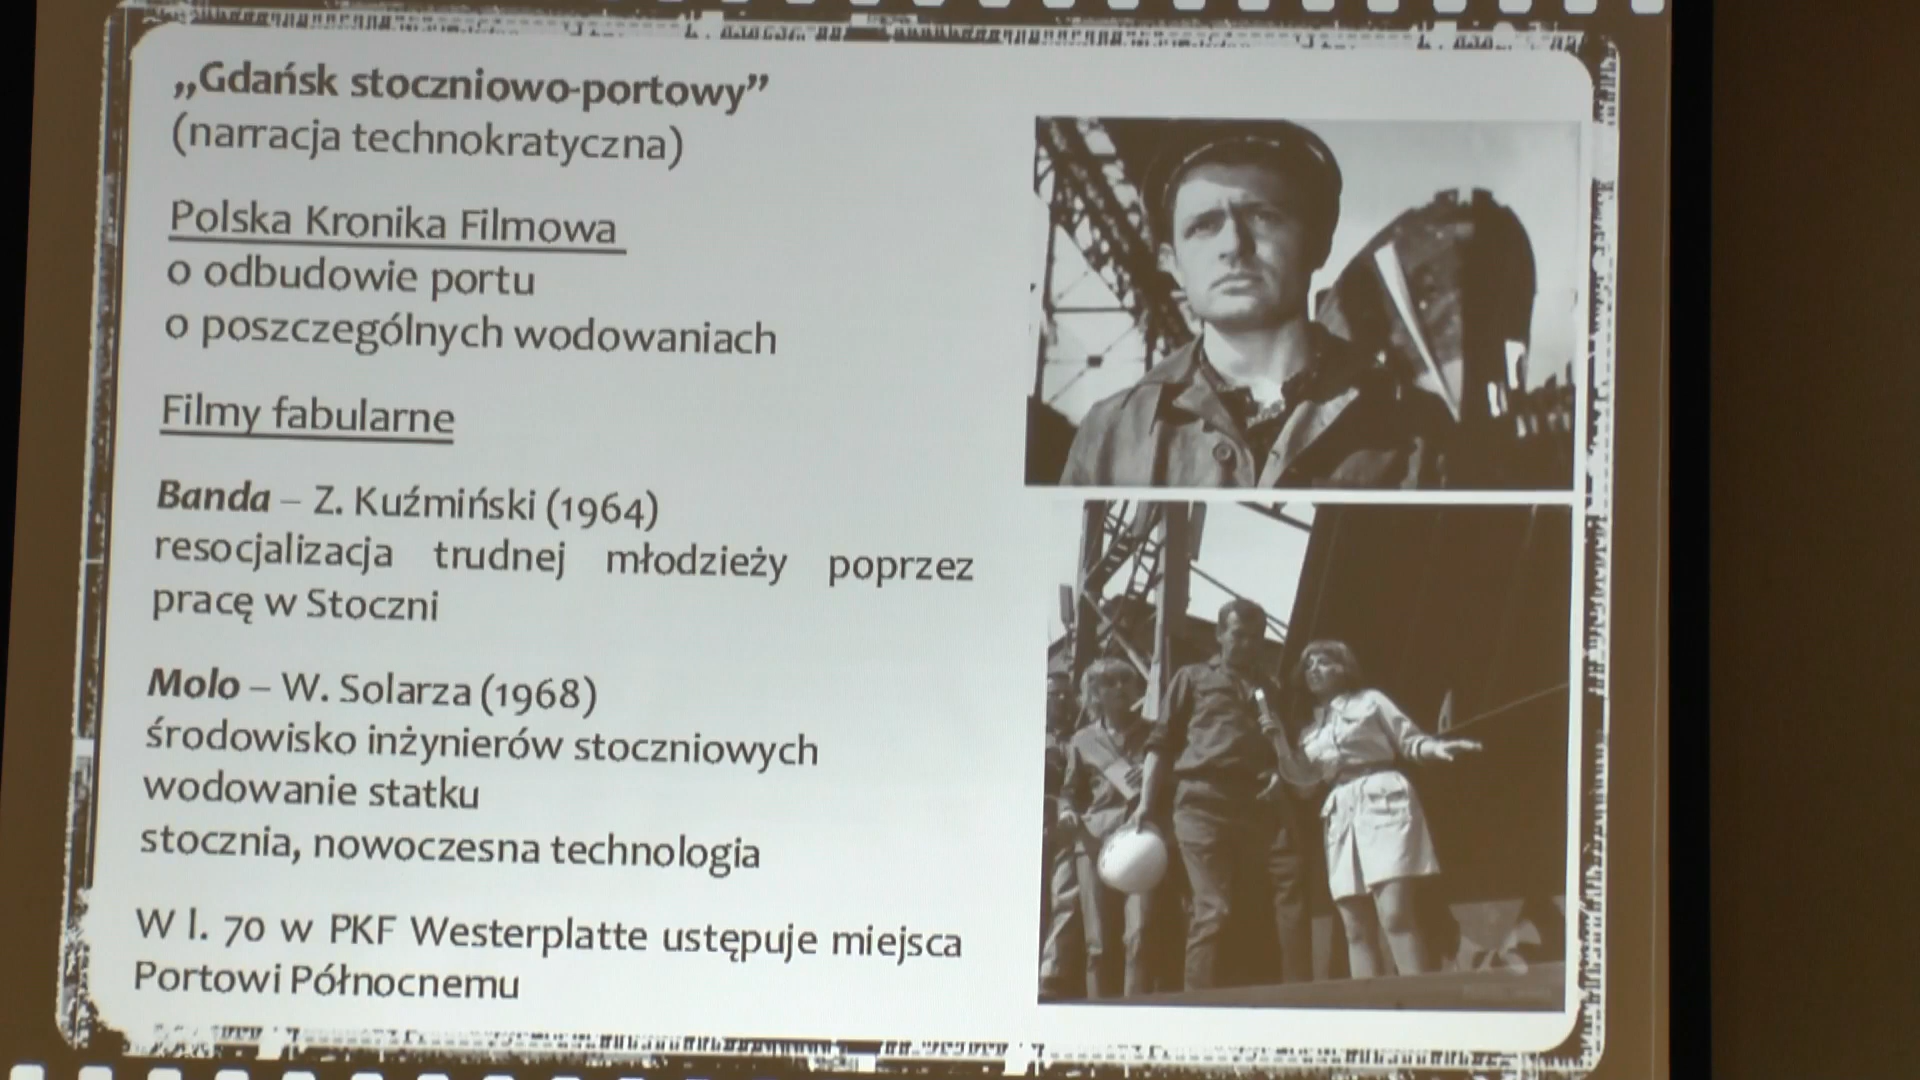 „Gdańsk stoczniowo-portowy”
(narracja technokratyczna)
Polska Kronika Filmowa
o odbudowie portu
o poszczególnych wodowaniach
Filmy fabularne
Banda – Z. Kuźmiński (1964)
resocjalizacja trudnej młodzieży poprzez
pracę w Stoczni
Molo – W. Solarza (1968)
środowisko inżynierów stoczniowych
wodowanie statku
stocznia, nowoczesna technologia
W l. 70 w PKF Westerplatte ustępuje miejsca
Portowi Północnemu